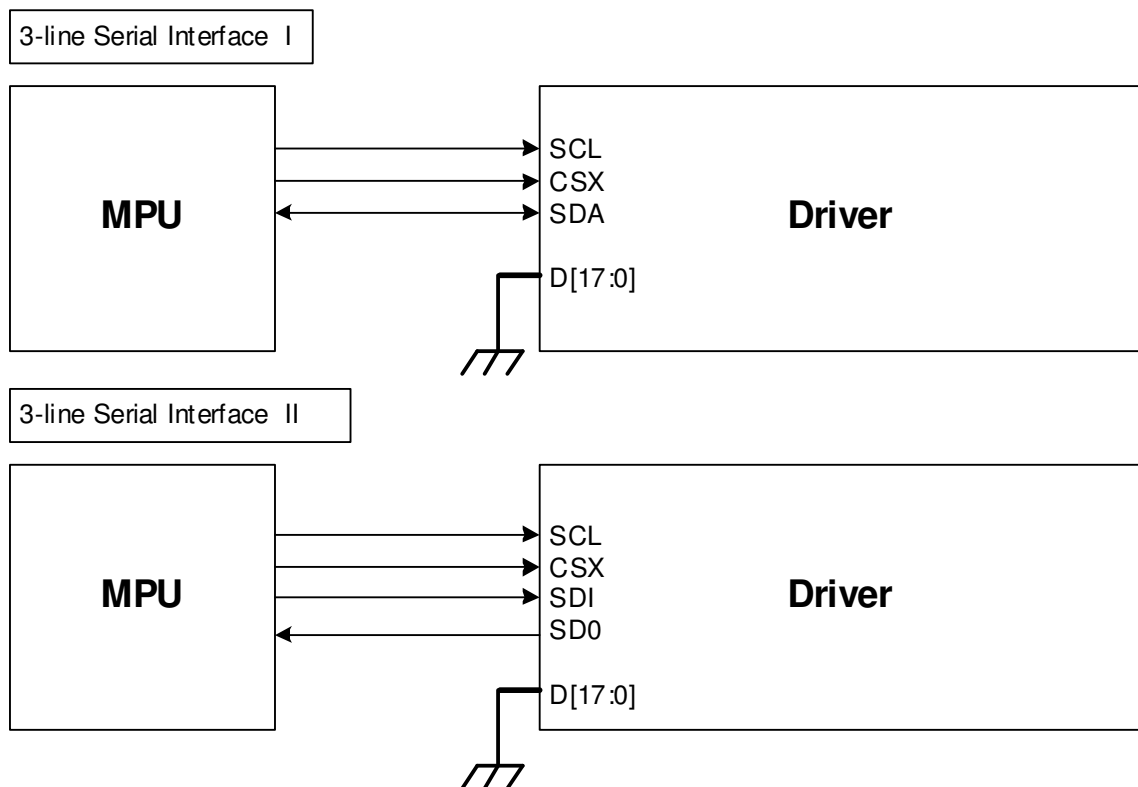 3-line Serial Interface I
MPU
SCL
CSX
SDA
D[17:0]
Driver
3-line Serial Interface II
MPU
SCL
CSX
SDI
SD0
D[17:0]
Driver